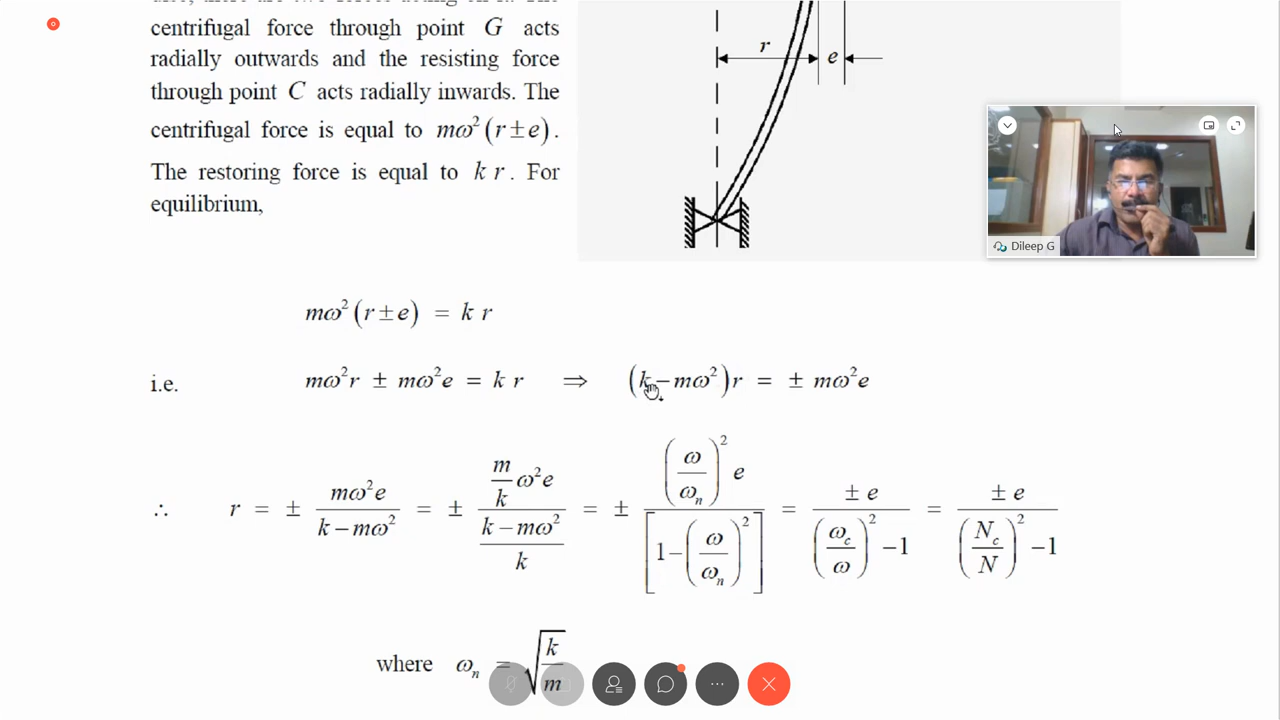 centrifugal force through point G acts
radially outwards and the resisting force
through point C acts radially inwards. The
centrifugal force is equal to mω²(r±e).
The restoring force is equal to k r. For
equilibrium,
r
e
Dileep G
mω²(r±e) = k r
i.e. mω²r ± mω²e = k r ⇒ (k−mω²)r = ± mω²e
∴ r = ± mω²e / (k−mω²) = ± (m/k ω²e) / ((k−mω²)/k) = ± (ω/ωₙ)² e / [1−(ω/ωₙ)²] = ± e / ((ω_c/ω)² −1) = ± e / ((N_c/N)² −1)
where ωₙ = √(k/m)